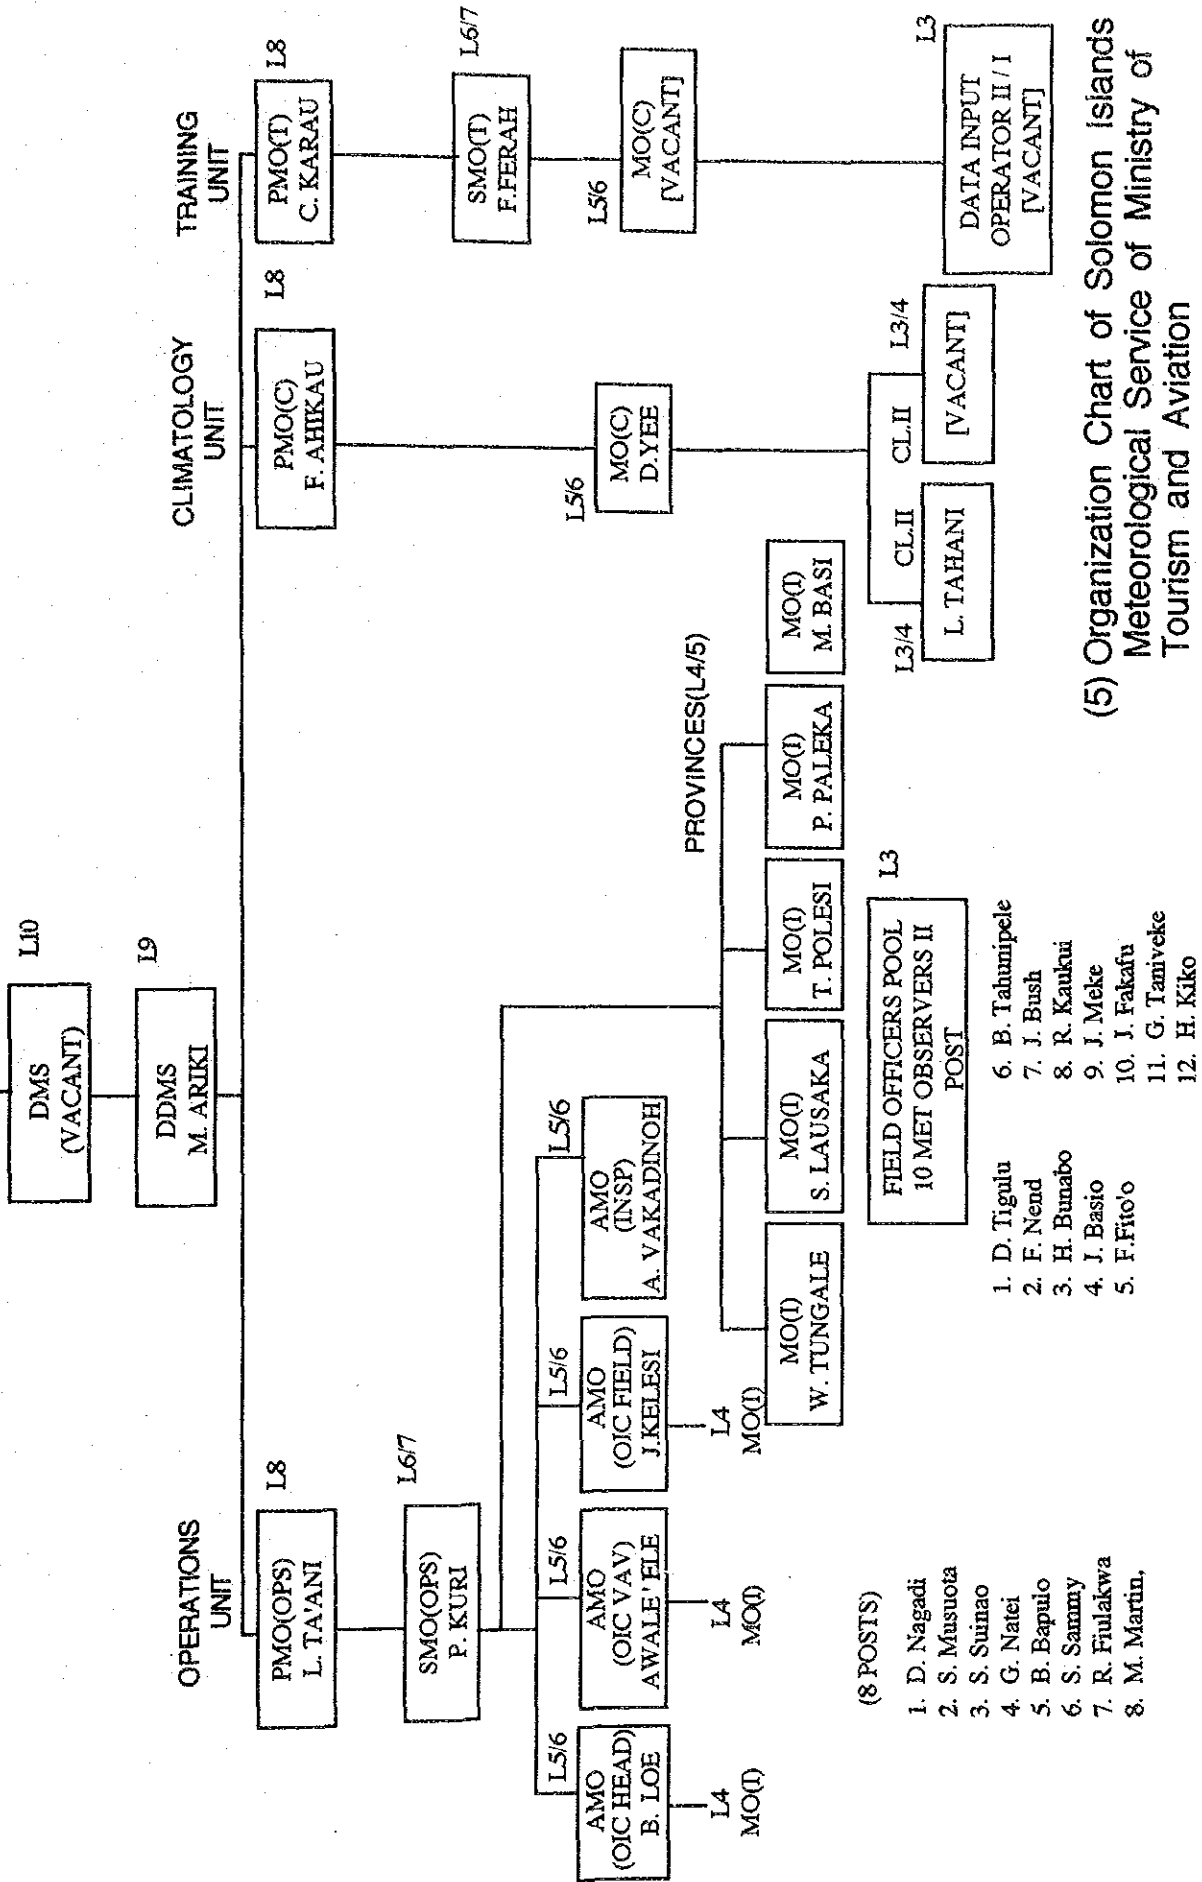 L10
DMS
(VACANT)
L9
DDMS
M. ARIKI
OPERATIONS
UNIT
CLIMATOLOGY
UNIT
TRAINING
UNIT
PMO(OPS)
L. TA'ANI
L8
PMO(C)
F. AHIKAU
L8
PMO(T)
C. KARAU
L8
SMO(OPS)
P. KURI
L6/7
SMO(T)
F.FERAH
L6/7
L5/6
AMO
(OIC HEAD)
B. LOE
L5/6
AMO
(OIC VAV)
AWALE'ELE
L5/6
AMO
(OIC FIELD)
J.KELESI
L5/6
AMO
(INSP)
A. VAKADINOH
L5/6
MO(C)
D.YEE
L5/6
MO(C)
[VACANT]
L4
MO(I)
L4
MO(I)
L4
MO(I)
PROVINCES(L4/5)
MO(I)
W. TUNGALE
MO(I)
S. LAUSAKA
MO(I)
T. POLESI
MO(I)
P. PALEKA
MO(I)
M. BASI
L3/4
CL.II
L. TAHANI
CL.II
L3/4
[VACANT]
L3
DATA INPUT
OPERATOR II / I
[VACANT]
(8 POSTS)
1. D. Nagadi
2. S. Musuota
3. S. Suinao
4. G. Natei
5. B. Bapulo
6. S. Sammy
7. R. Fiulakwa
8. M. Martin,
FIELD OFFICERS POOL
10 MET OBSERVERS II
POST
L3
1. D. Tigulu
2. F. Nend
3. H. Bunabo
4. J. Basio
5. F.Fito'o
6. B. Tahunipele
7. J. Bush
8. R. Kaukui
9. J. Meke
10. J. Fakafu
11. G. Taniveke
12. H. Kiko
(5) Organization Chart of Solomon Islands
Meteorological Service of Ministry of
Tourism and Aviation